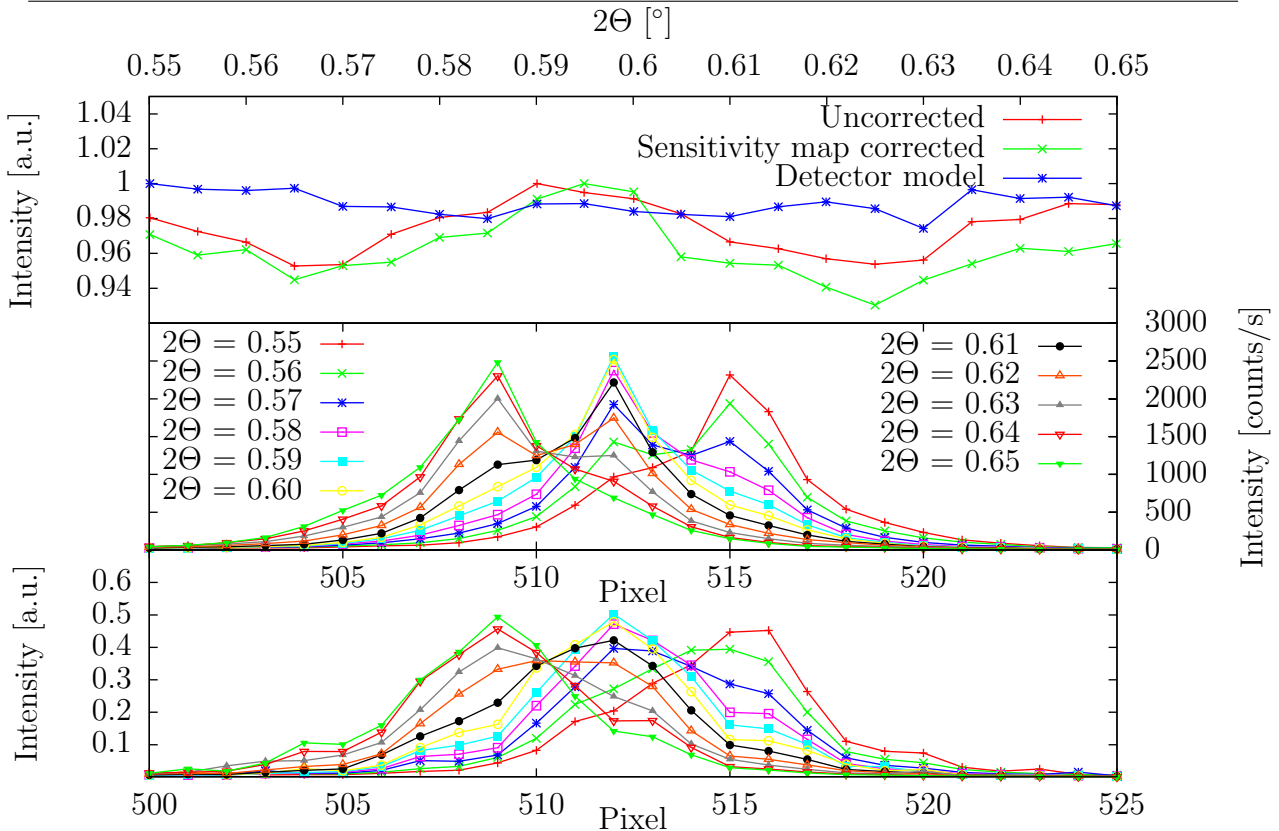 2Θ [°]
0.55 0.56 0.57 0.58 0.59 0.6 0.61 0.62 0.63 0.64 0.65
Intensity [a.u.]
1.04
1.02
1
0.98
0.96
0.94
Uncorrected
Sensitivity map corrected
Detector model
2Θ = 0.55
2Θ = 0.56
2Θ = 0.57
2Θ = 0.58
2Θ = 0.59
2Θ = 0.60
2Θ = 0.61
2Θ = 0.62
2Θ = 0.63
2Θ = 0.64
2Θ = 0.65
3000
2500
2000
1500
1000
500
0
Intensity [counts/s]
505 510 515 520
Pixel
Intensity [a.u.]
0.6
0.5
0.4
0.3
0.2
0.1
500 505 510 515 520 525
Pixel